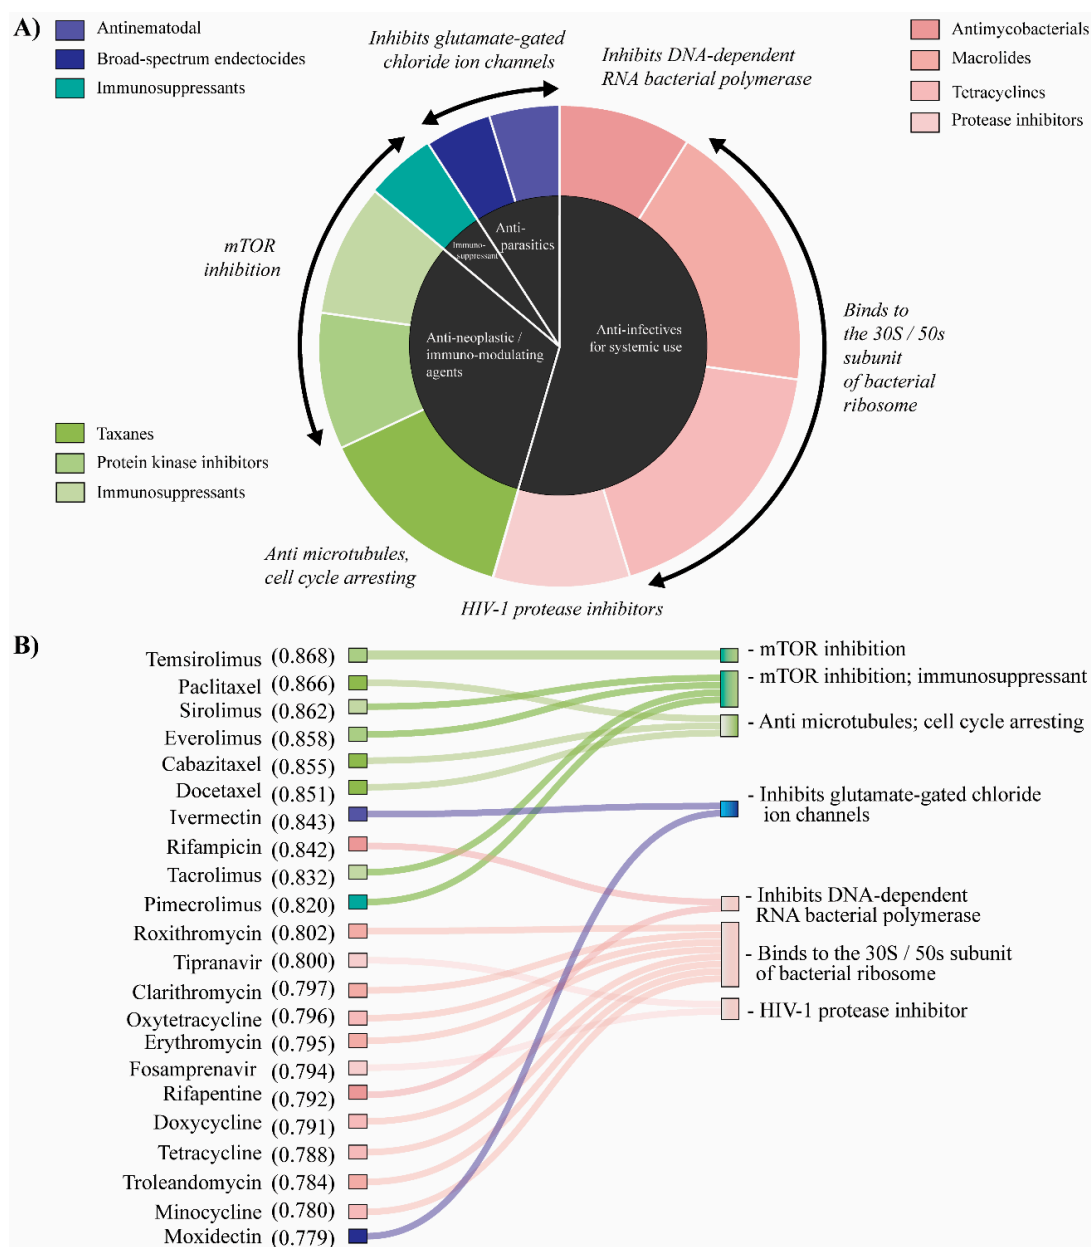 A)
Antinematodal
Broad-spectrum endectocides
Immunosuppressants
Inhibits glutamate-gated
chloride ion channels
Inhibits DNA-dependent
RNA bacterial polymerase
Antimycobacterials
Macrolides
Tetracyclines
Protease inhibitors
mTOR
inhibition
Immuno-
suppressant
Anti-
parasitics
Anti-neoplastic /
immuno-modulating
agents
Anti-infectives
for systemic use
Binds to
the 30S / 50s
subunit
of bacterial
ribosome
Taxanes
Protein kinase inhibitors
Immunosuppressants
Anti microtubules,
cell cycle arresting
HIV-1 protease inhibitors
B)
Temsirolimus (0.868)
Paclitaxel (0.866)
Sirolimus (0.862)
Everolimus (0.858)
Cabazitaxel (0.855)
Docetaxel (0.851)
Ivermectin (0.843)
Rifampicin (0.842)
Tacrolimus (0.832)
Pimecrolimus (0.820)
Roxithromycin (0.802)
Tipranavir (0.800)
Clarithromycin (0.797)
Oxytetracycline (0.796)
Erythromycin (0.795)
Fosamprenavir (0.794)
Rifapentine (0.792)
Doxycycline (0.791)
Tetracycline (0.788)
Troleandomycin (0.784)
Minocycline (0.780)
Moxidectin (0.779)
- mTOR inhibition
- mTOR inhibition; immunosuppressant
- Anti microtubules; cell cycle arresting
- Inhibits glutamate-gated chloride
ion channels
- Inhibits DNA-dependent
RNA bacterial polymerase
- Binds to the 30S / 50s subunit
of bacterial ribosome
- HIV-1 protease inhibitor